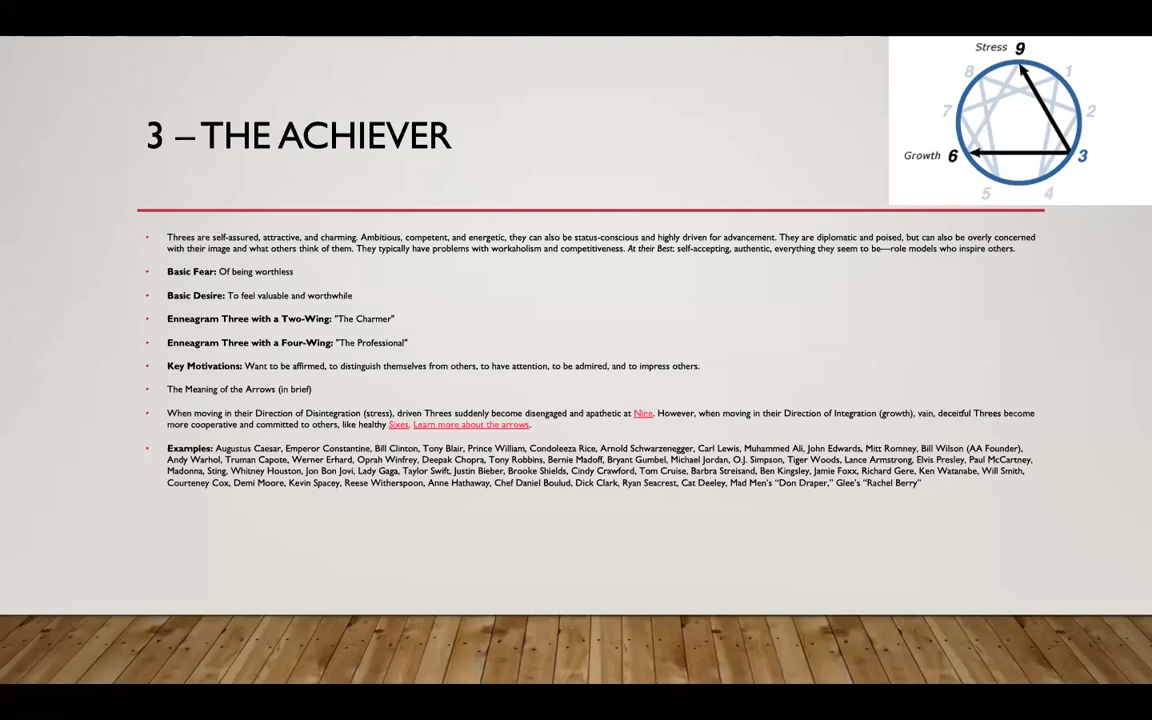 Stress 9
8 1
7 2
Growth 6 3
5 4
3 – THE ACHIEVER
• Threes are self-assured, attractive, and charming. Ambitious, competent, and energetic, they can also be status-conscious and highly driven for advancement. They are diplomatic and poised, but can also be overly concerned
with their image and what others think of them. They typically have problems with workaholism and competitiveness. At their Best: self-accepting, authentic, everything they seem to be—role models who inspire others.
• Basic Fear: Of being worthless
• Basic Desire: To feel valuable and worthwhile
• Enneagram Three with a Two-Wing: "The Charmer"
• Enneagram Three with a Four-Wing: "The Professional"
• Key Motivations: Want to be affirmed, to distinguish themselves from others, to have attention, to be admired, and to impress others.
• The Meaning of the Arrows (in brief)
• When moving in their Direction of Disintegration (stress), driven Threes suddenly become disengaged and apathetic at Nine. However, when moving in their Direction of Integration (growth), vain, deceitful Threes become
more cooperative and committed to others, like healthy Sixes. Learn more about the arrows.
• Examples: Augustus Caesar, Emperor Constantine, Bill Clinton, Tony Blair, Prince William, Condoleeza Rice, Arnold Schwarzenegger, Carl Lewis, Muhammed Ali, John Edwards, Mitt Romney, Bill Wilson (AA Founder),
Andy Warhol, Truman Capote, Werner Erhard, Oprah Winfrey, Deepak Chopra, Tony Robbins, Bernie Madoff, Bryant Gumbel, Michael Jordan, O.J. Simpson, Tiger Woods, Lance Armstrong, Elvis Presley, Paul McCartney,
Madonna, Sting, Whitney Houston, Jon Bon Jovi, Lady Gaga, Taylor Swift, Justin Bieber, Brooke Shields, Cindy Crawford, Tom Cruise, Barbra Streisand, Ben Kingsley, Jamie Foxx, Richard Gere, Ken Watanabe, Will Smith,
Courteney Cox, Demi Moore, Kevin Spacey, Reese Witherspoon, Anne Hathaway, Chef Daniel Boulud, Dick Clark, Ryan Seacrest, Cat Deeley, Mad Men's “Don Draper,” Glee's “Rachel Berry”